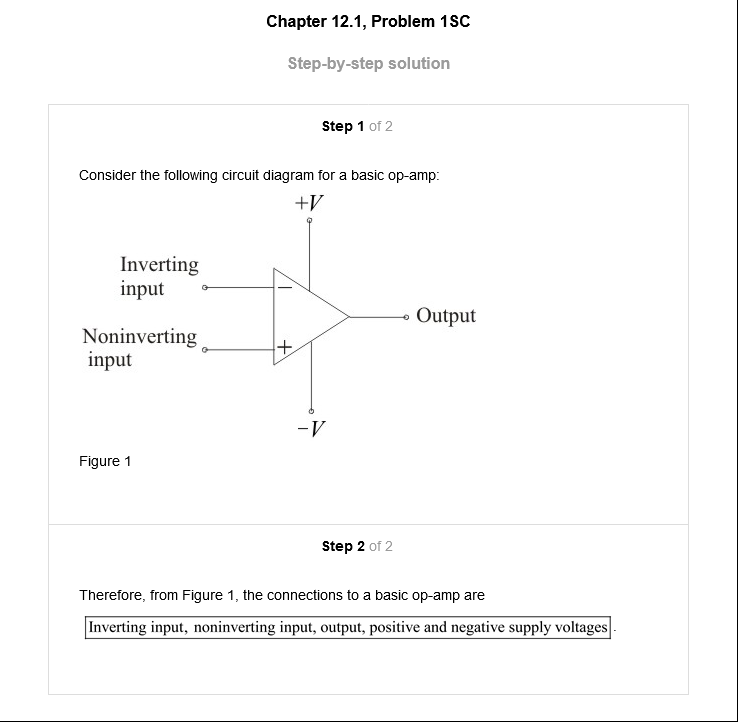 Chapter 12.1, Problem 1SC
Step-by-step solution
Step 1 of 2
Consider the following circuit diagram for a basic op-amp:
+V
Inverting
input
−
Output
Noninverting
input
+
−V
Figure 1
Step 2 of 2
Therefore, from Figure 1, the connections to a basic op-amp are
Inverting input, noninverting input, output, positive and negative supply voltages.